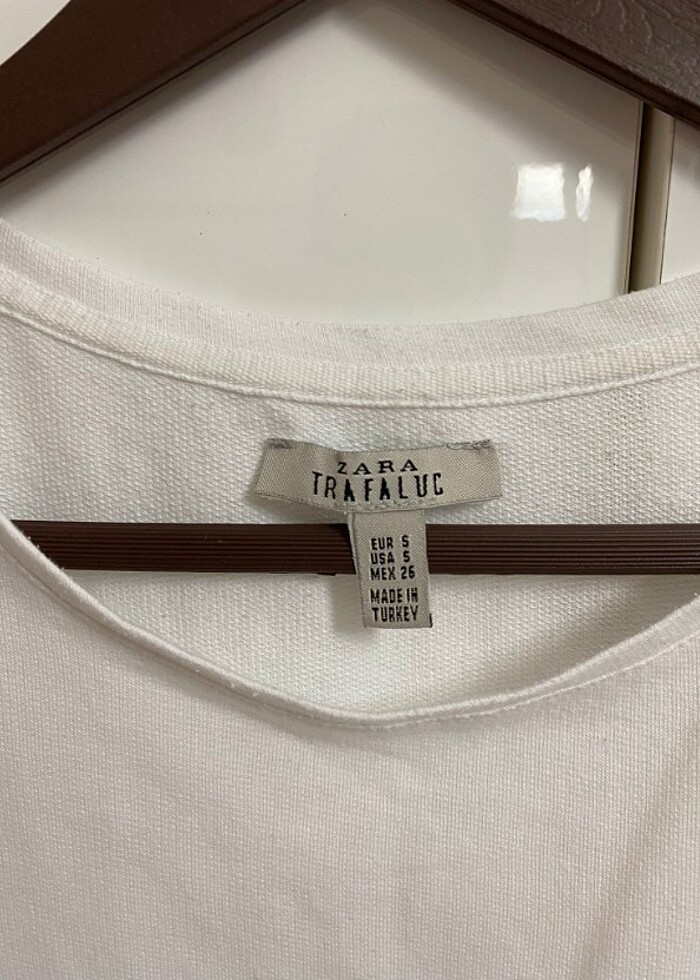 ZARA
TRAFALUC
EUR S
USA S
MEX 26
MADE IN
TURKEY